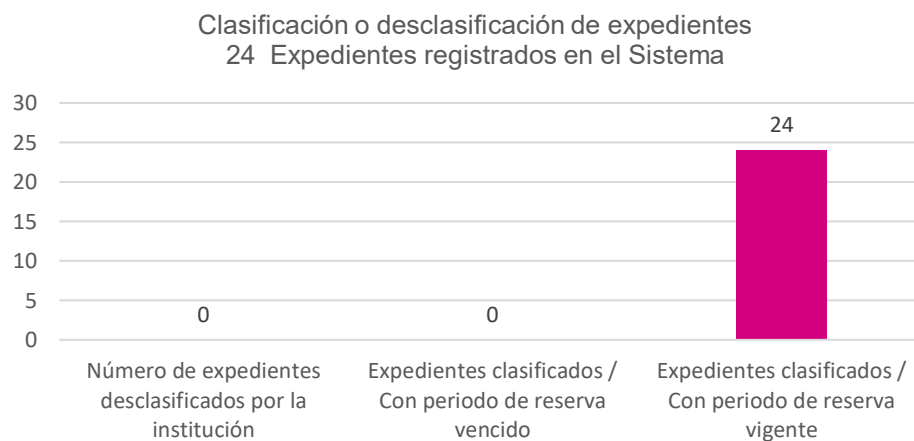 Clasificación o desclasificación de expedientes
24 Expedientes registrados en el Sistema
30
25
20
15
10
5
0
0
0
24
Número de expedientes
desclasificados por la
institución
Expedientes clasificados /
Con periodo de reserva
vencido
Expedientes clasificados /
Con periodo de reserva
vigente